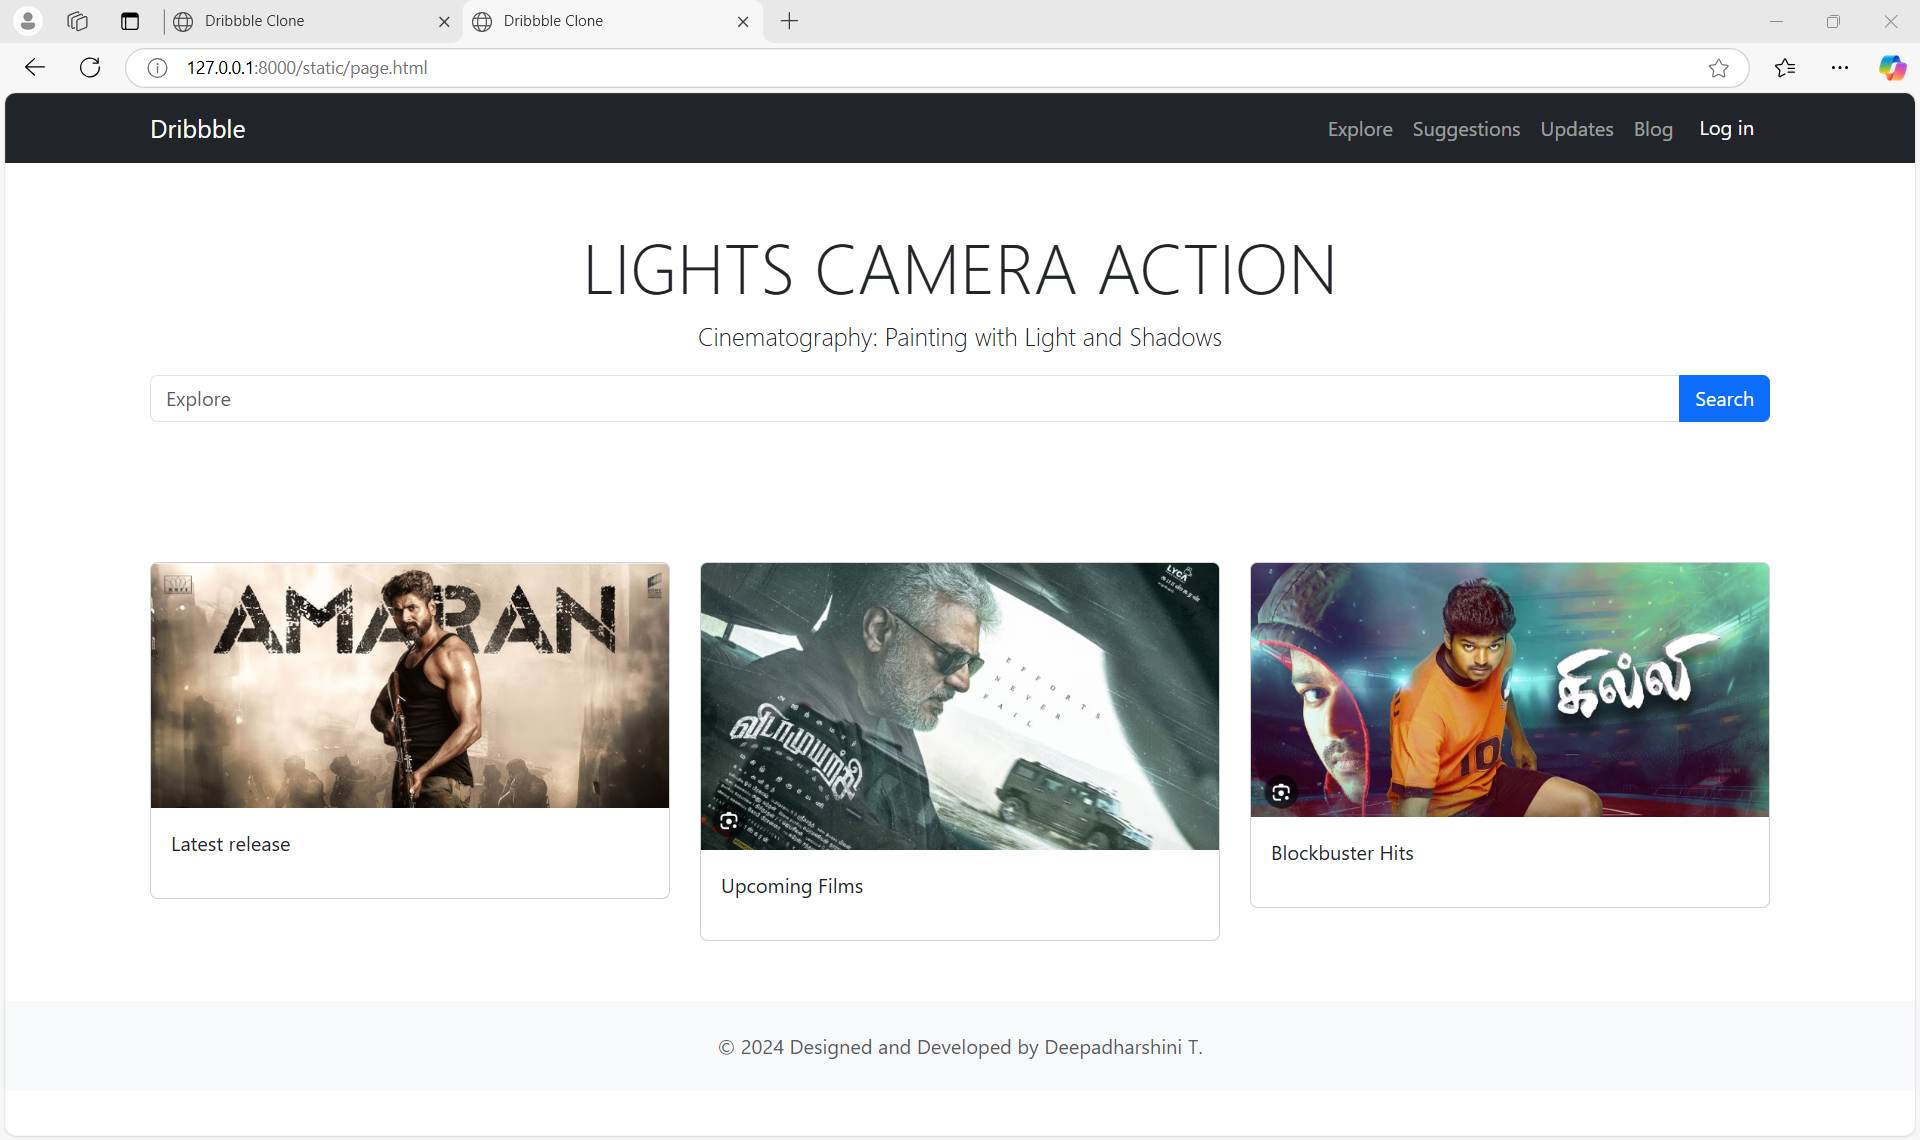 Dribbble Clone
Dribbble Clone
127.0.0.1:8000/static/page.html
Dribbble
Explore
Suggestions
Updates
Blog
Log in
LIGHTS CAMERA ACTION
Cinematography: Painting with Light and Shadows
Explore
Search
AMARAN
LYCA
EFFORTS
NEVER
FAIL
விடாமுயற்சி
கில்லி
10
Latest release
Upcoming Films
Blockbuster Hits
© 2024 Designed and Developed by Deepadharshini T.